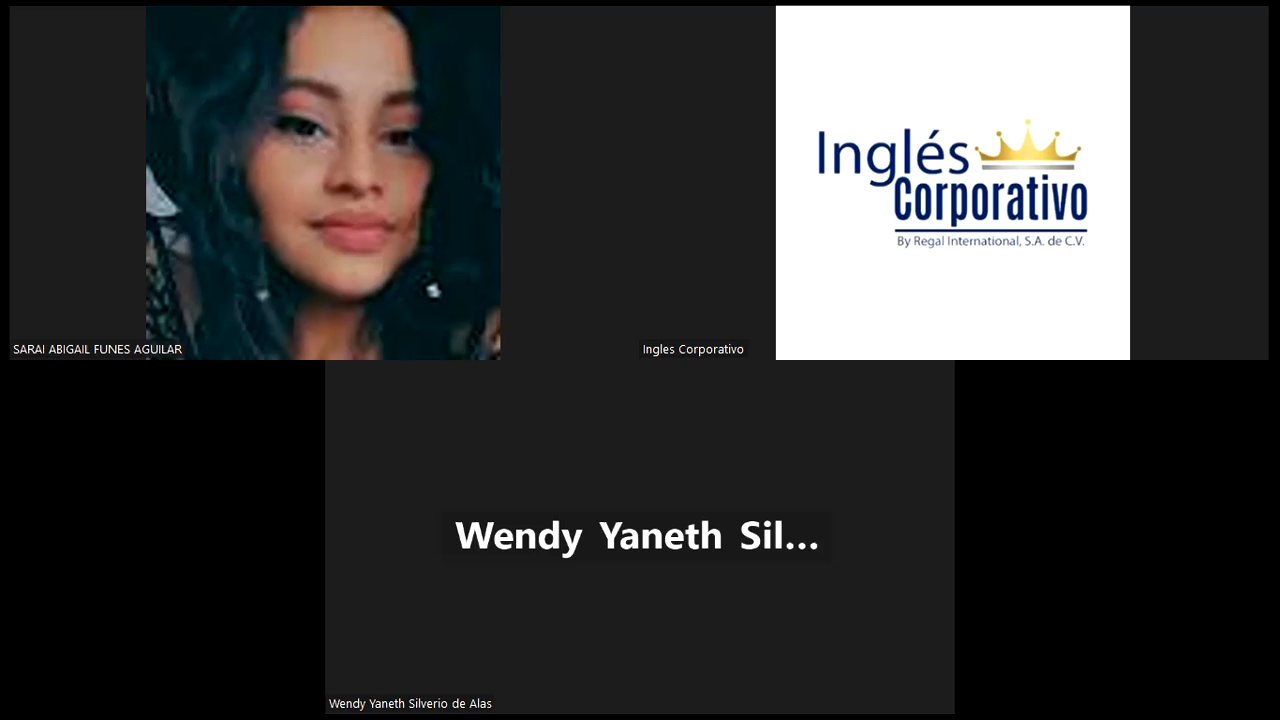 Inglés
Corporativo
By Regal International, S.A. de C.V.
SARAI ABIGAIL FUNES AGUILAR
Ingles Corporativo
Wendy Yaneth Sil...
Wendy Yaneth Silverio de Alas